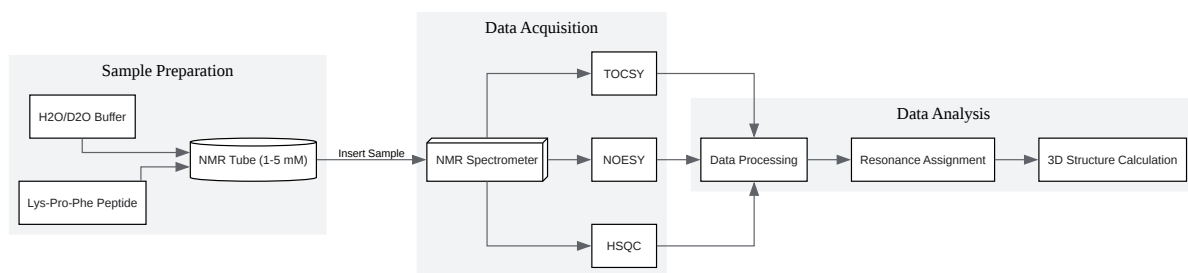 Sample Preparation
H2O/D2O Buffer
Lys-Pro-Phe Peptide
NMR Tube (1-5 mM)
Insert Sample
Data Acquisition
NMR Spectrometer
TOCSY
NOESY
HSQC
Data Analysis
Data Processing
Resonance Assignment
3D Structure Calculation